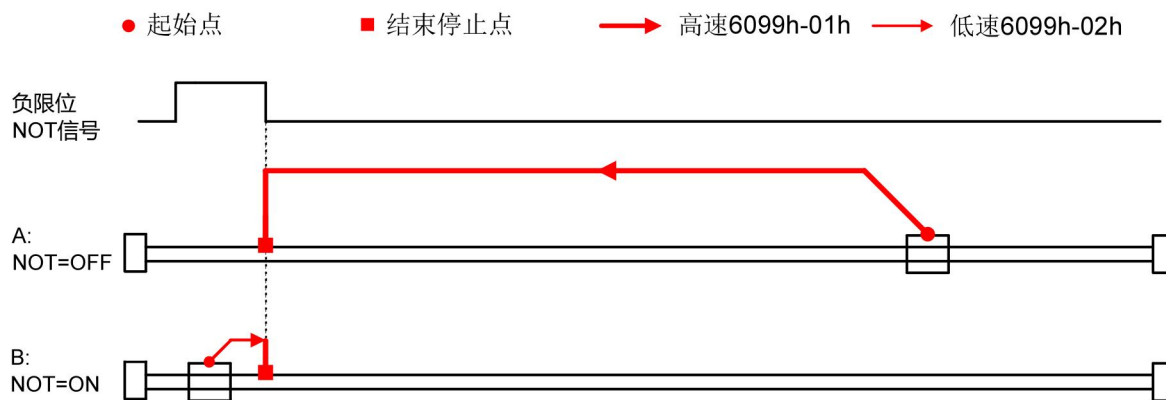 起始点 结束停止点 高速6099h-01h 低速6099h-02h
负限位
NOT信号
A:
NOT=OFF
B:
NOT=ON